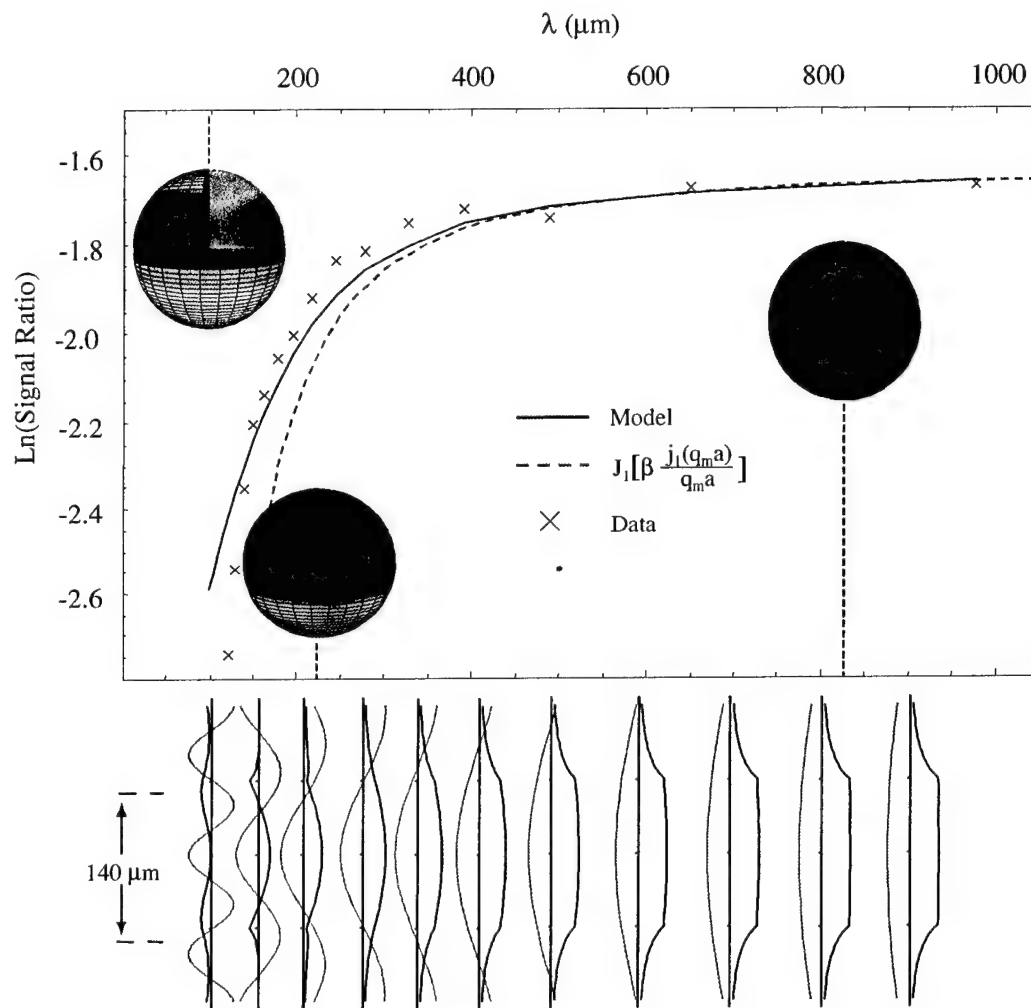 λ (μm)
200 400 600 800 1000
-1.6
-1.8
-2.0
-2.2
-2.4
-2.6
Ln(Signal Ratio)
Model
J₁[β j₁(qₘa) / qₘa ]
Data
140 μm